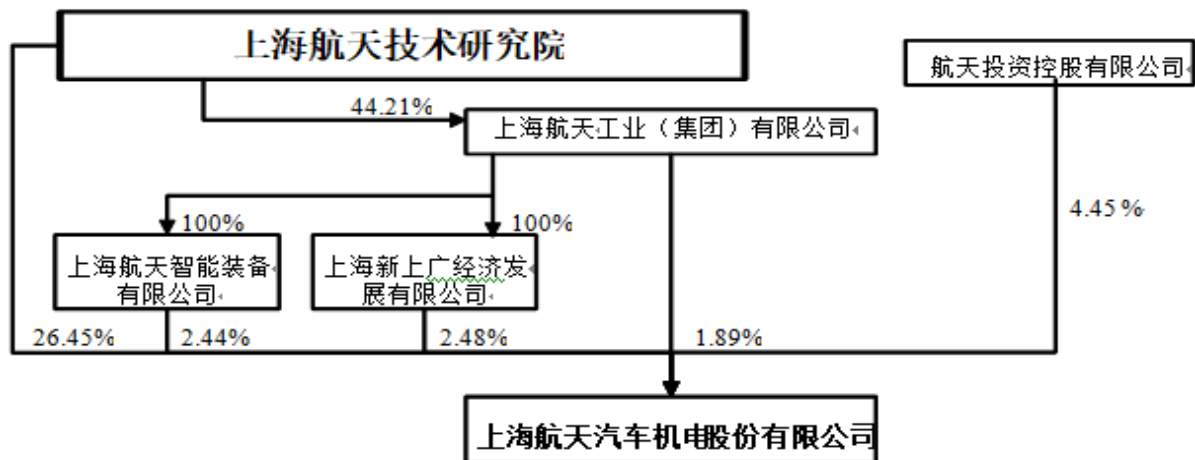 上海航天技术研究院
航天投资控股有限公司
44.21%
上海航天工业（集团）有限公司
4.45%
100%
100%
上海航天智能装备
有限公司
上海新上广经济发
展有限公司
26.45%
2.44%
2.48%
1.89%
上海航天汽车机电股份有限公司